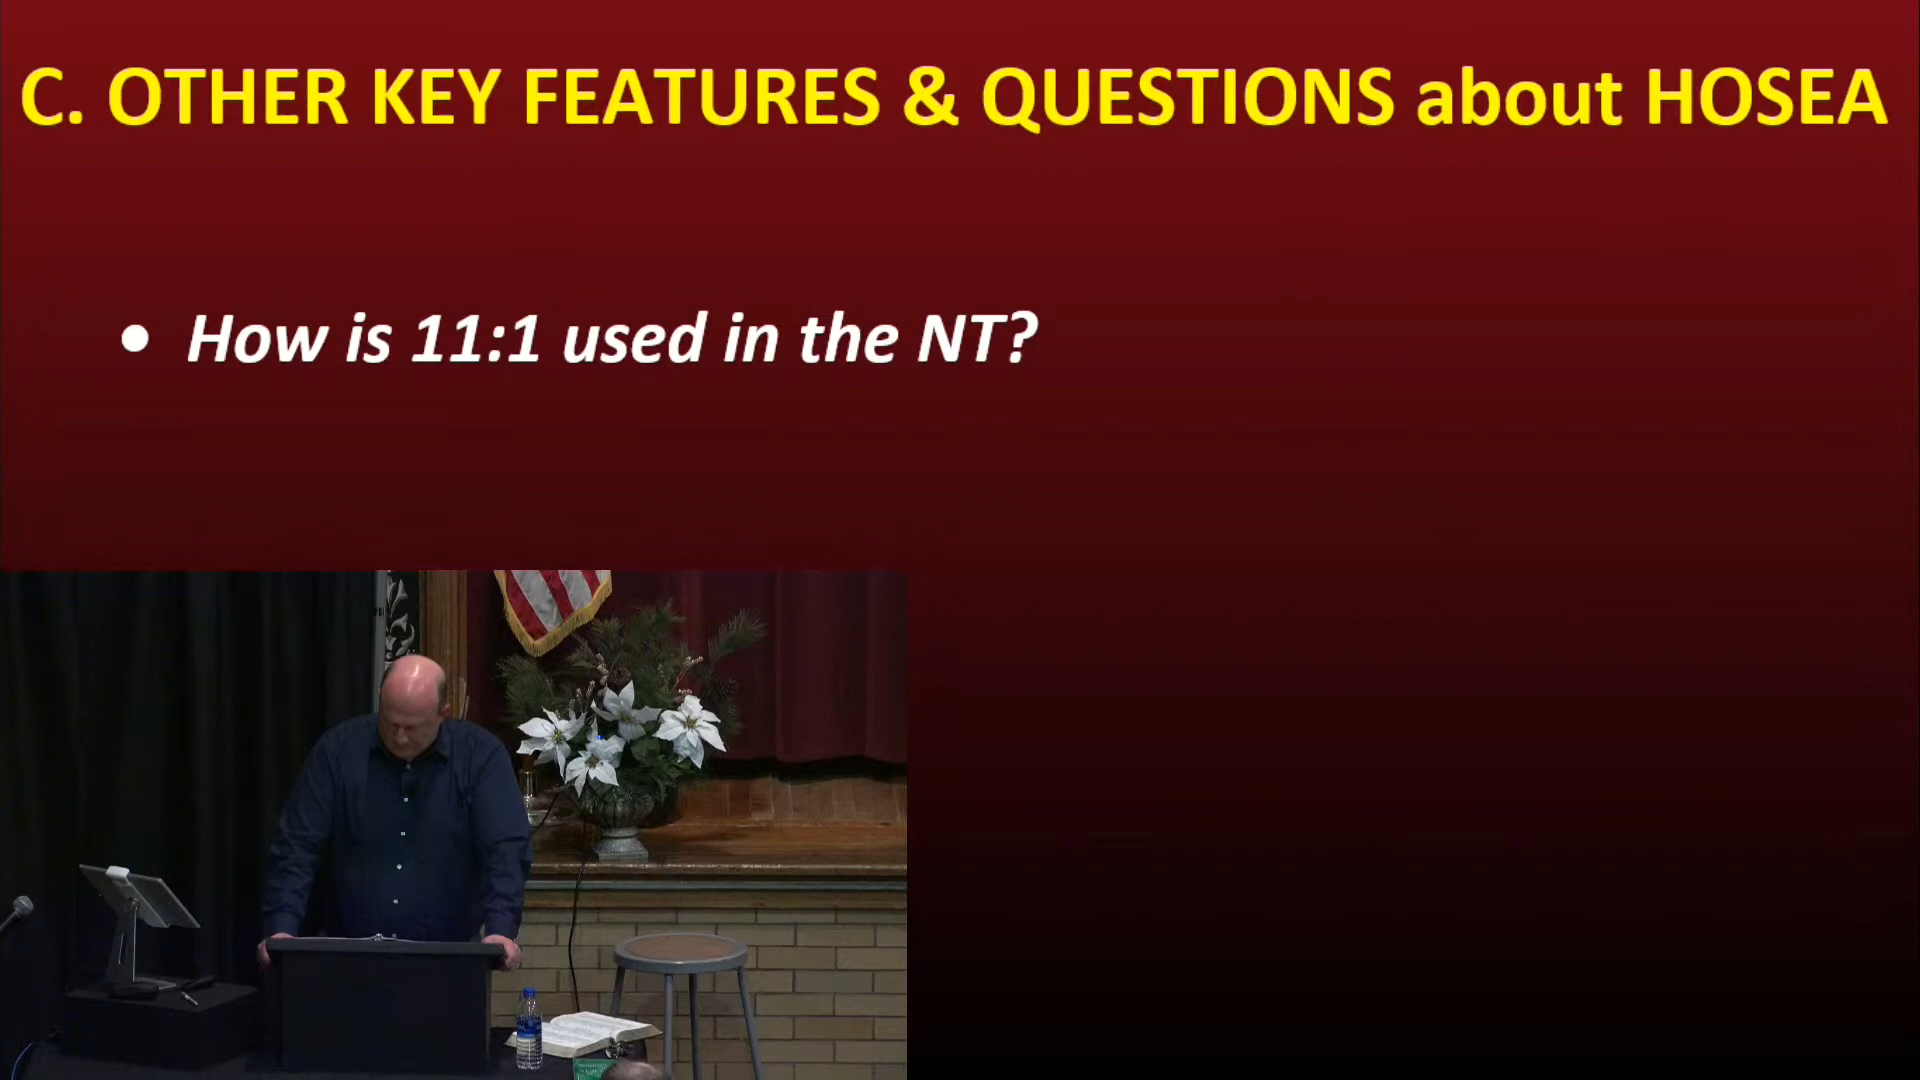 C. OTHER KEY FEATURES & QUESTIONS about HOSEA
• How is 11:1 used in the NT?